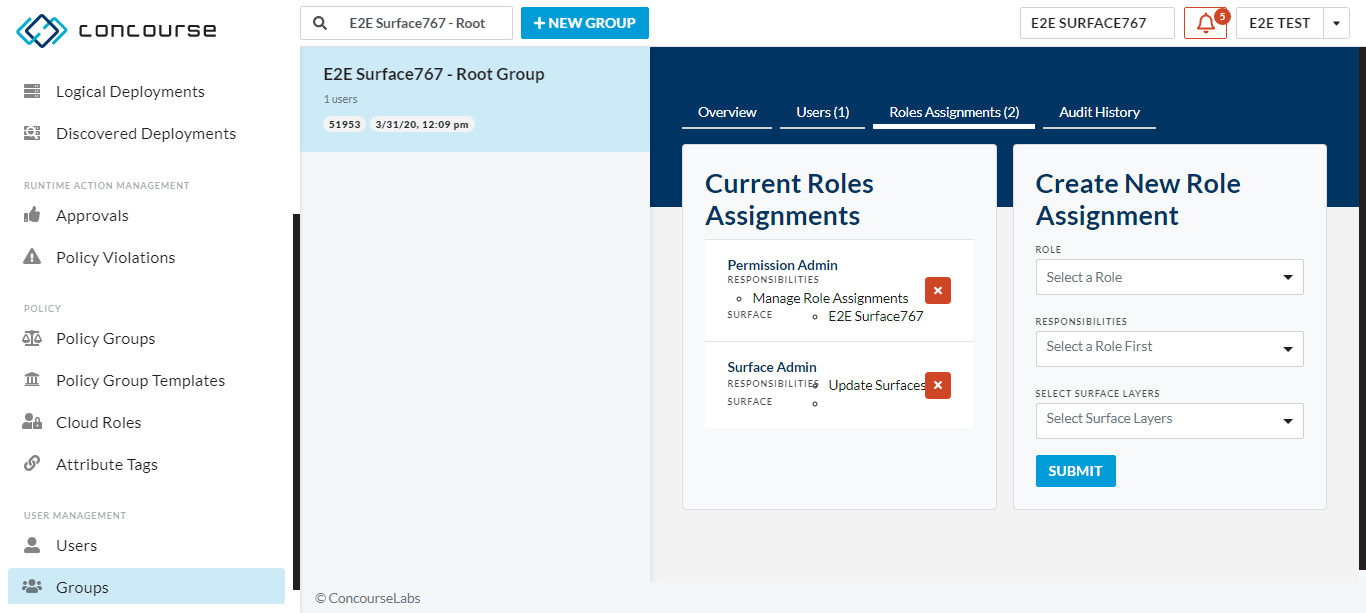 concourse
E2E Surface767 - Root
NEW GROUP
E2E SURFACE767
5
E2E TEST
Logical Deployments
Discovered Deployments
RUNTIME ACTION MANAGEMENT
Approvals
Policy Violations
POLICY
Policy Groups
Policy Group Templates
Cloud Roles
Attribute Tags
USER MANAGEMENT
Users
Groups
E2E Surface767 - Root Group
1 users
51953 3/31/20, 12:09 pm
Overview
Users (1)
Roles Assignments (2)
Audit History
Current Roles
Assignments
Permission Admin
RESPONSIBILITIES
Manage Role Assignments
SURFACE
E2E Surface767
Surface Admin
RESPONSIBILITIES
Update Surfaces
SURFACE
Create New Role
Assignment
ROLE
Select a Role
RESPONSIBILITIES
Select a Role First
SELECT SURFACE LAYERS
Select Surface Layers
SUBMIT
© ConcourseLabs